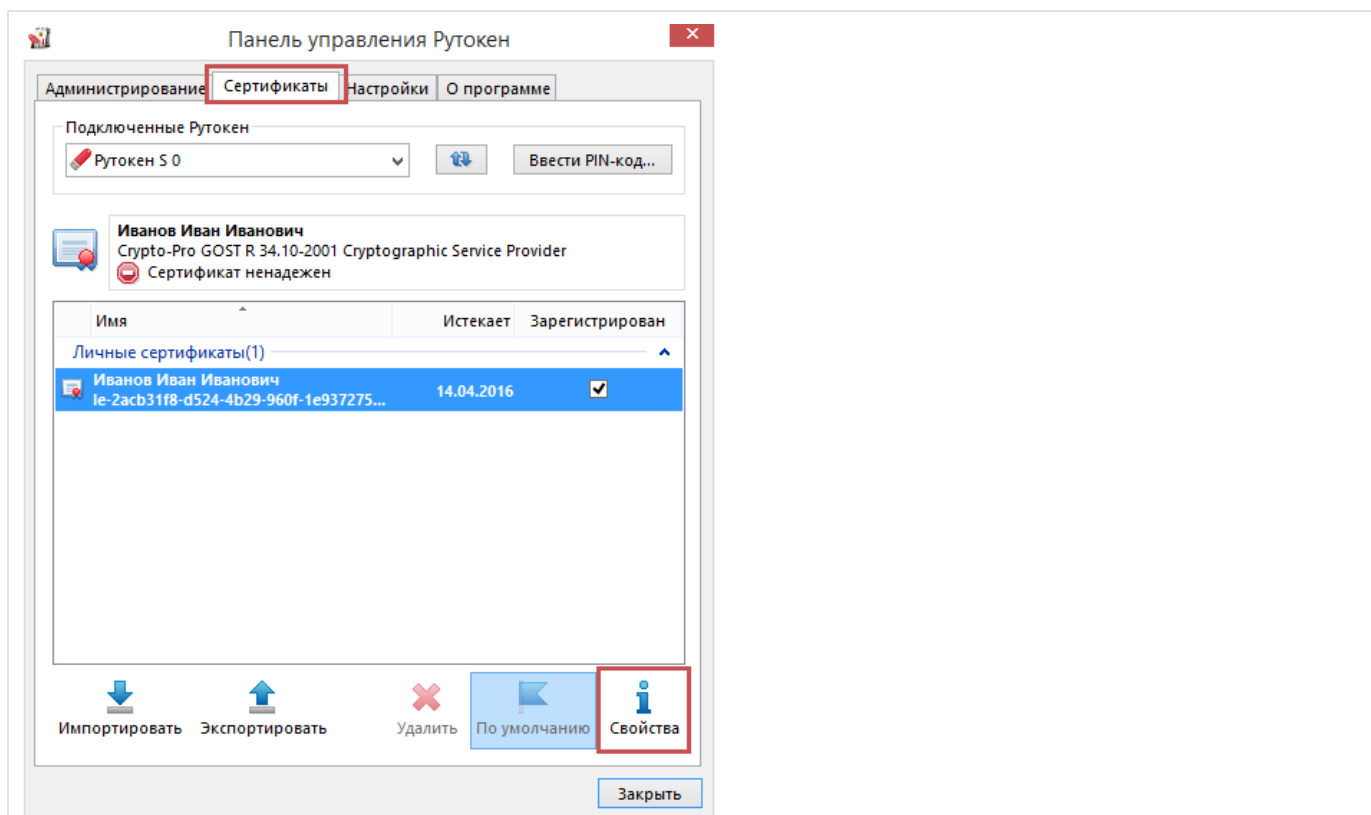 Панель управления Рутокен
Администрирование Сертификаты Настройки О программе
Подключенные Рутокен
Рутокен S 0 Ввести PIN-код...
Иванов Иван Иванович
Crypto-Pro GOST R 34.10-2001 Cryptographic Service Provider
Сертификат ненадежен
Имя Истекает Зарегистрирован
Личные сертификаты(1)
Иванов Иван Иванович 14.04.2016
le-2acb31f8-d524-4b29-960f-1e937275...
Импортировать Экспортировать Удалить По умолчанию Свойства
Закрыть